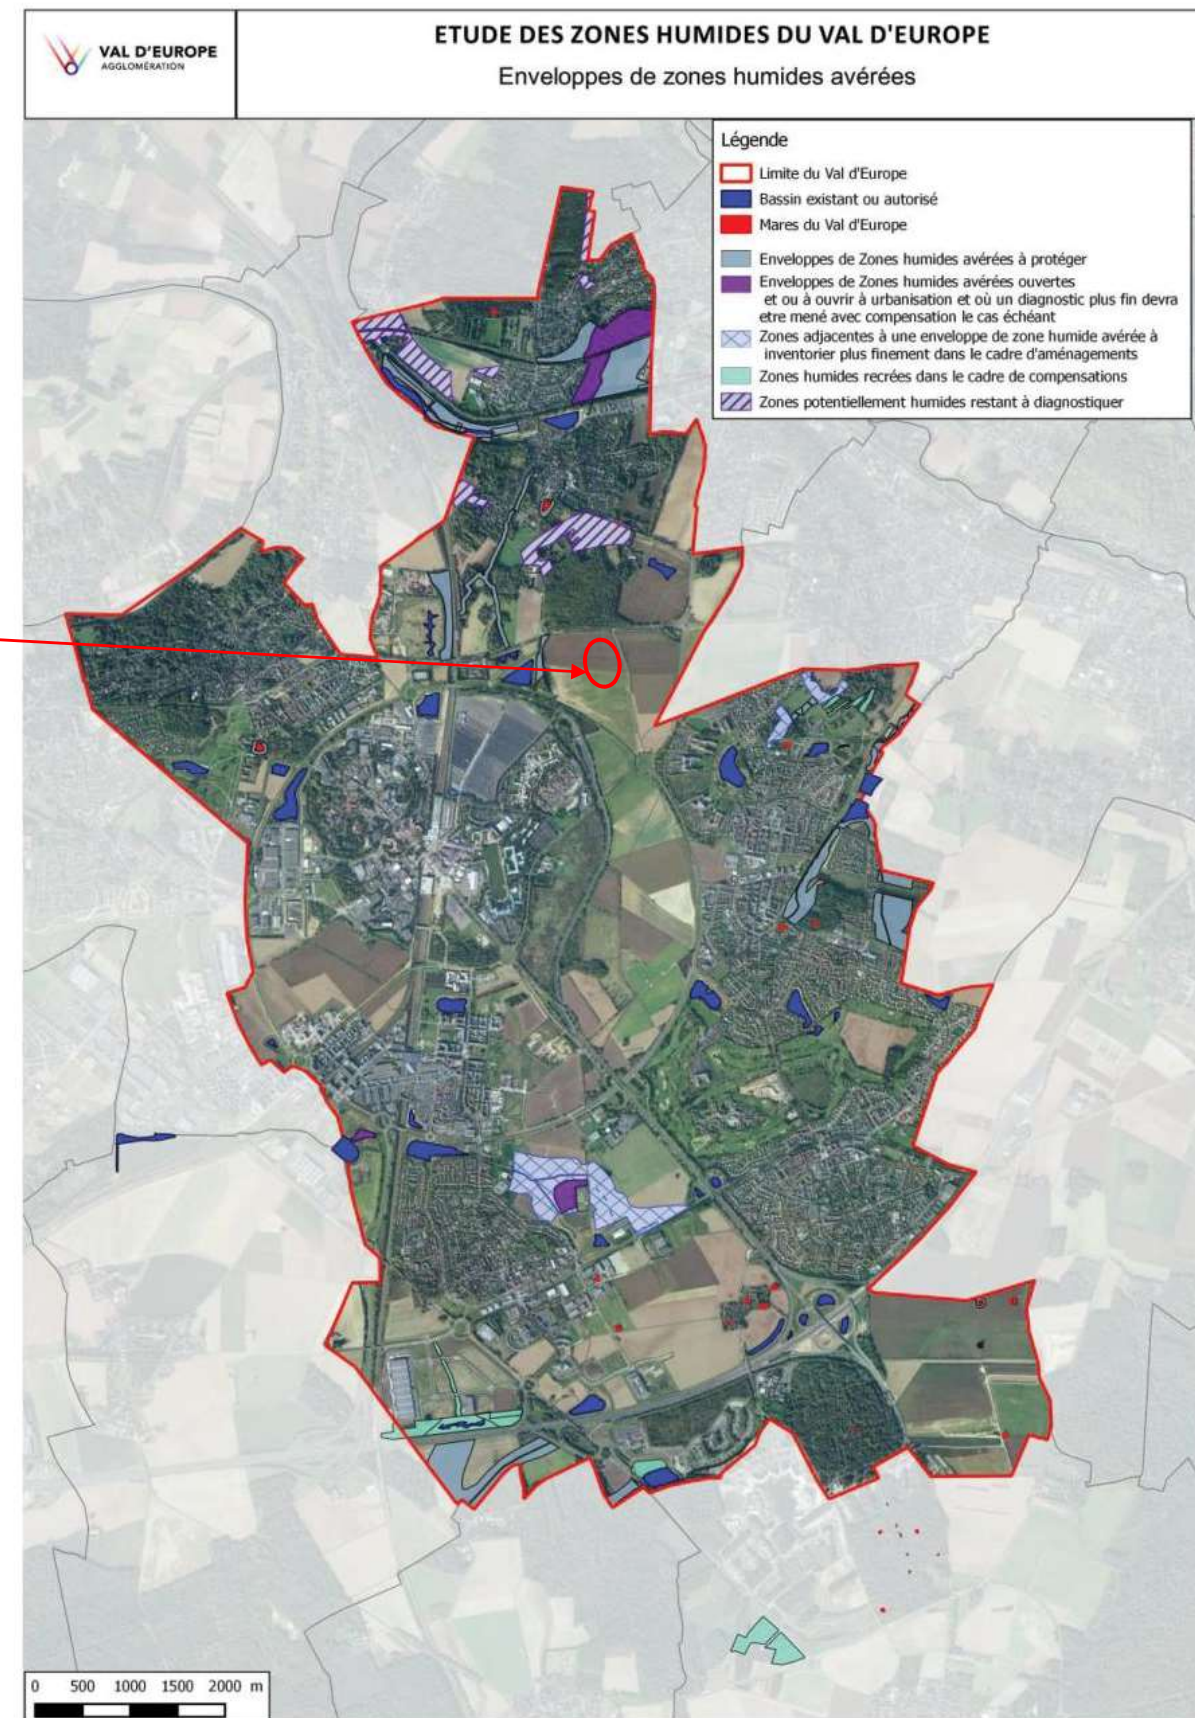 VAL D'EUROPE
AGGLOMÉRATION
ETUDE DES ZONES HUMIDES DU VAL D'EUROPE
Enveloppes de zones humides avérées
Légende
Limite du Val d'Europe
Bassin existant ou autorisé
Mares du Val d'Europe
Enveloppes de Zones humides avérées à protéger
Enveloppes de Zones humides avérées ouvertes
et ou à ouvrir à urbanisation et où un diagnostic plus fin devra
etre mené avec compensation le cas échéant
Zones adjacentes à une enveloppe de zone humide avérée à
inventorier plus finement dans le cadre d'aménagements
Zones humides recrées dans le cadre de compensations
Zones potentiellement humides restant à diagnostiquer
0 500 1000 1500 2000 m